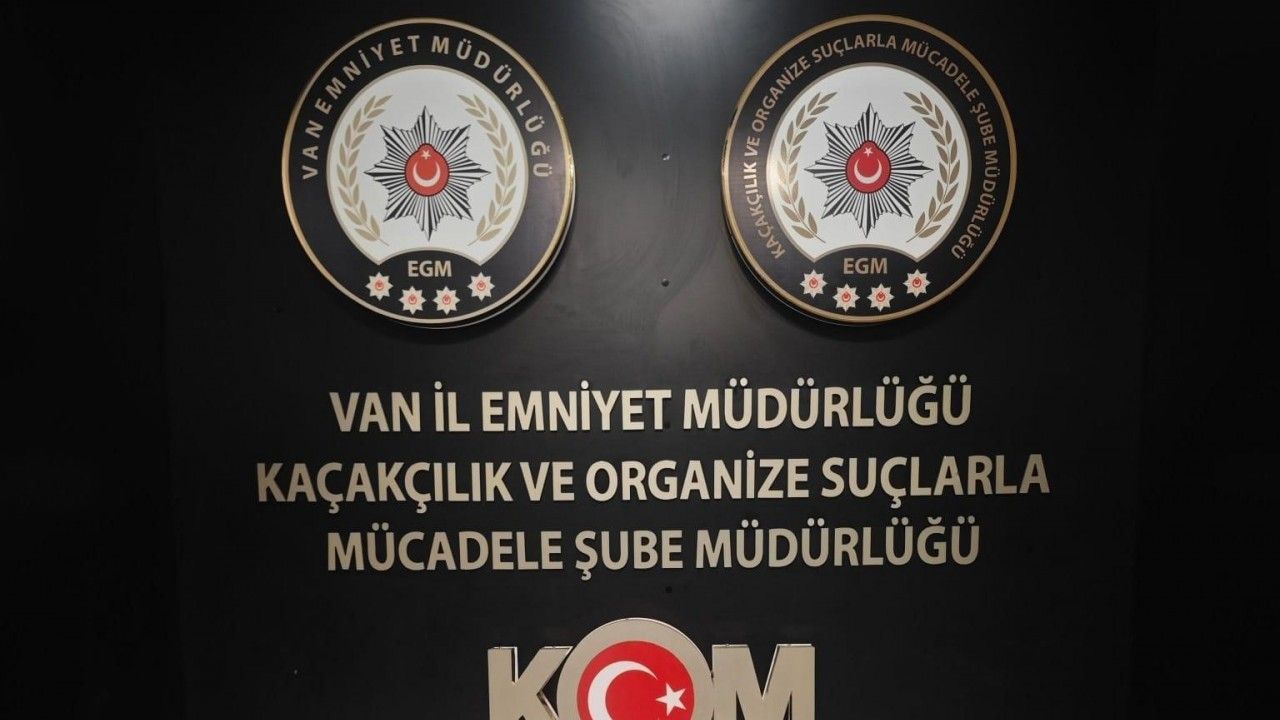 VAN EMNİYET MÜDÜRLÜĞÜ
EGM
KAÇAKÇILIK VE ORGANİZE SUÇLARLA MÜCADELE ŞUBE MÜDÜRLÜĞÜ
EGM
VAN İL EMNİYET MÜDÜRLÜĞÜ
KAÇAKÇILIK VE ORGANİZE SUÇLARLA
MÜCADELE ŞUBE MÜDÜRLÜĞÜ
KOM